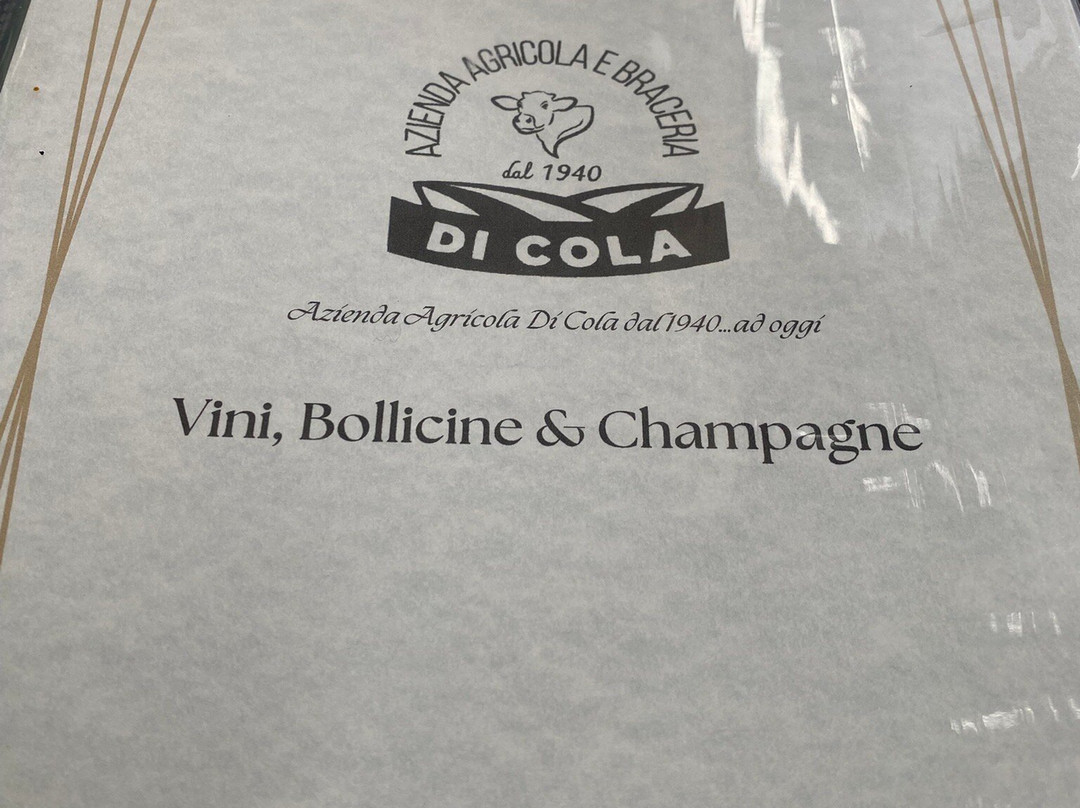 AZIENDA AGRICOLA E BRACERIA
dal 1940
DI COLA
Azienda Agricola Di Cola dal 1940...ad oggi
Vini, Bollicine & Champagne